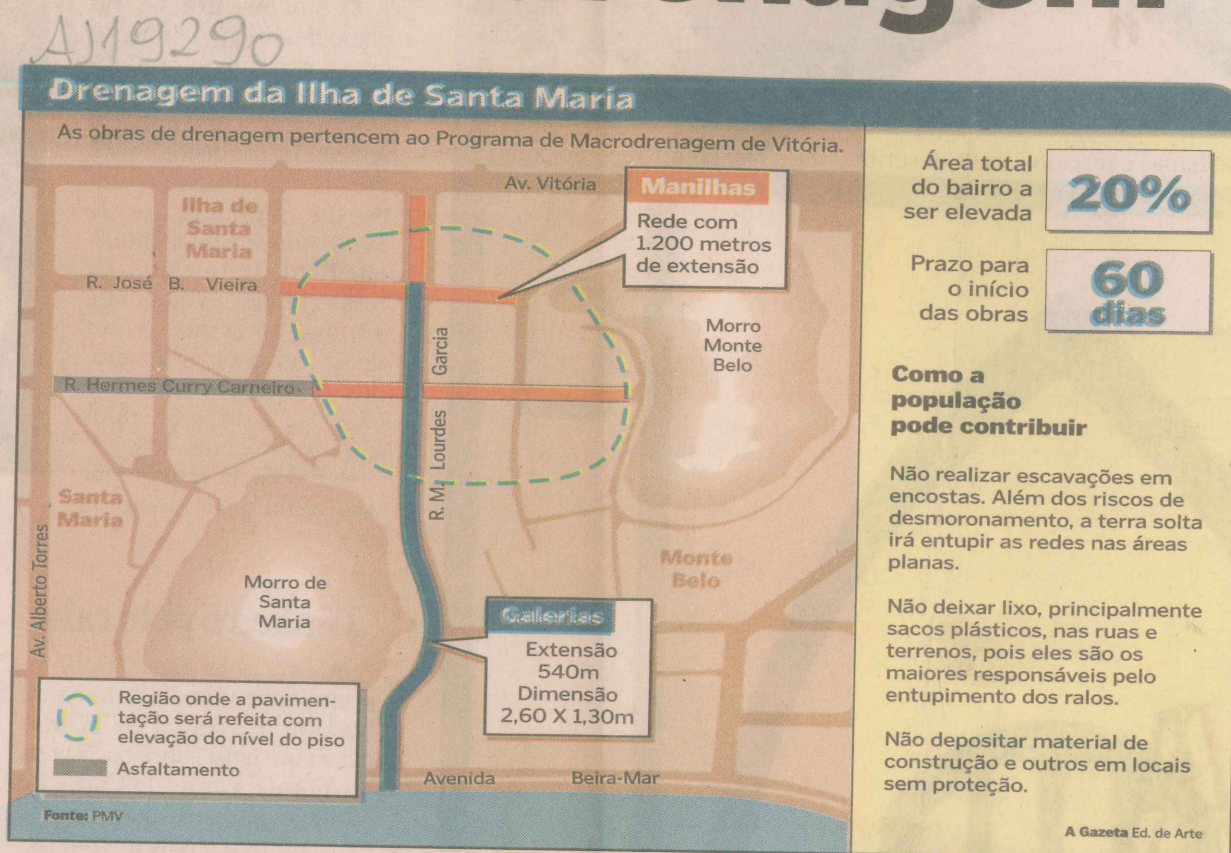 AJ19290
Drenagem da Ilha de Santa Maria
As obras de drenagem pertencem ao Programa de Macrodrenagem de Vitória.
Av. Vitória
Manilhas
Rede com
1.200 metros
de extensão
Ilha de
Santa
Maria
R. José B. Vieira
Garcia
Morro
Monte
Belo
R. Hermes Curry Carneiro
R. M. Lourdes
Santa
Maria
Av. Alberto Torres
Morro de
Santa
Maria
Monte
Belo
Galerias
Extensão
540m
Dimensão
2,60 X 1,30m
Região onde a pavimen-
tação será refeita com
elevação do nível do piso
Asfaltamento
Avenida Beira-Mar
Fonte: PMV
Área total
do bairro a
ser elevada
20%
Prazo para
o início
das obras
60
dias
Como a
população
pode contribuir
Não realizar escavações em
encostas. Além dos riscos de
desmoronamento, a terra solta
irá entupir as redes nas áreas
planas.
Não deixar lixo, principalmente
sacos plásticos, nas ruas e
terrenos, pois eles são os
maiores responsáveis pelo
entupimento dos ralos.
Não depositar material de
construção e outros em locais
sem proteção.
A Gazeta Ed. de Arte